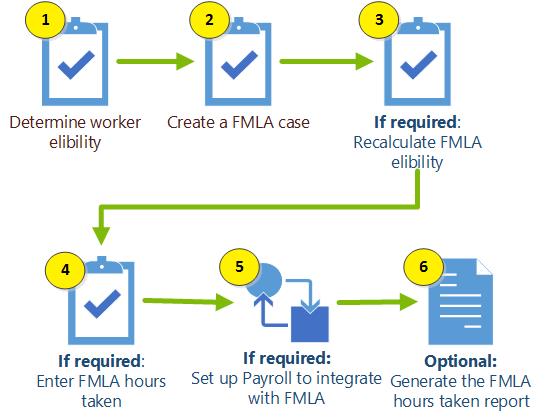 1
Determine worker
elibility
2
Create a FMLA case
3
If required:
Recalculate FMLA
elibility
4
If required:
Enter FMLA hours
taken
5
If required:
Set up Payroll to integrate
with FMLA
6
Optional:
Generate the FMLA
hours taken report